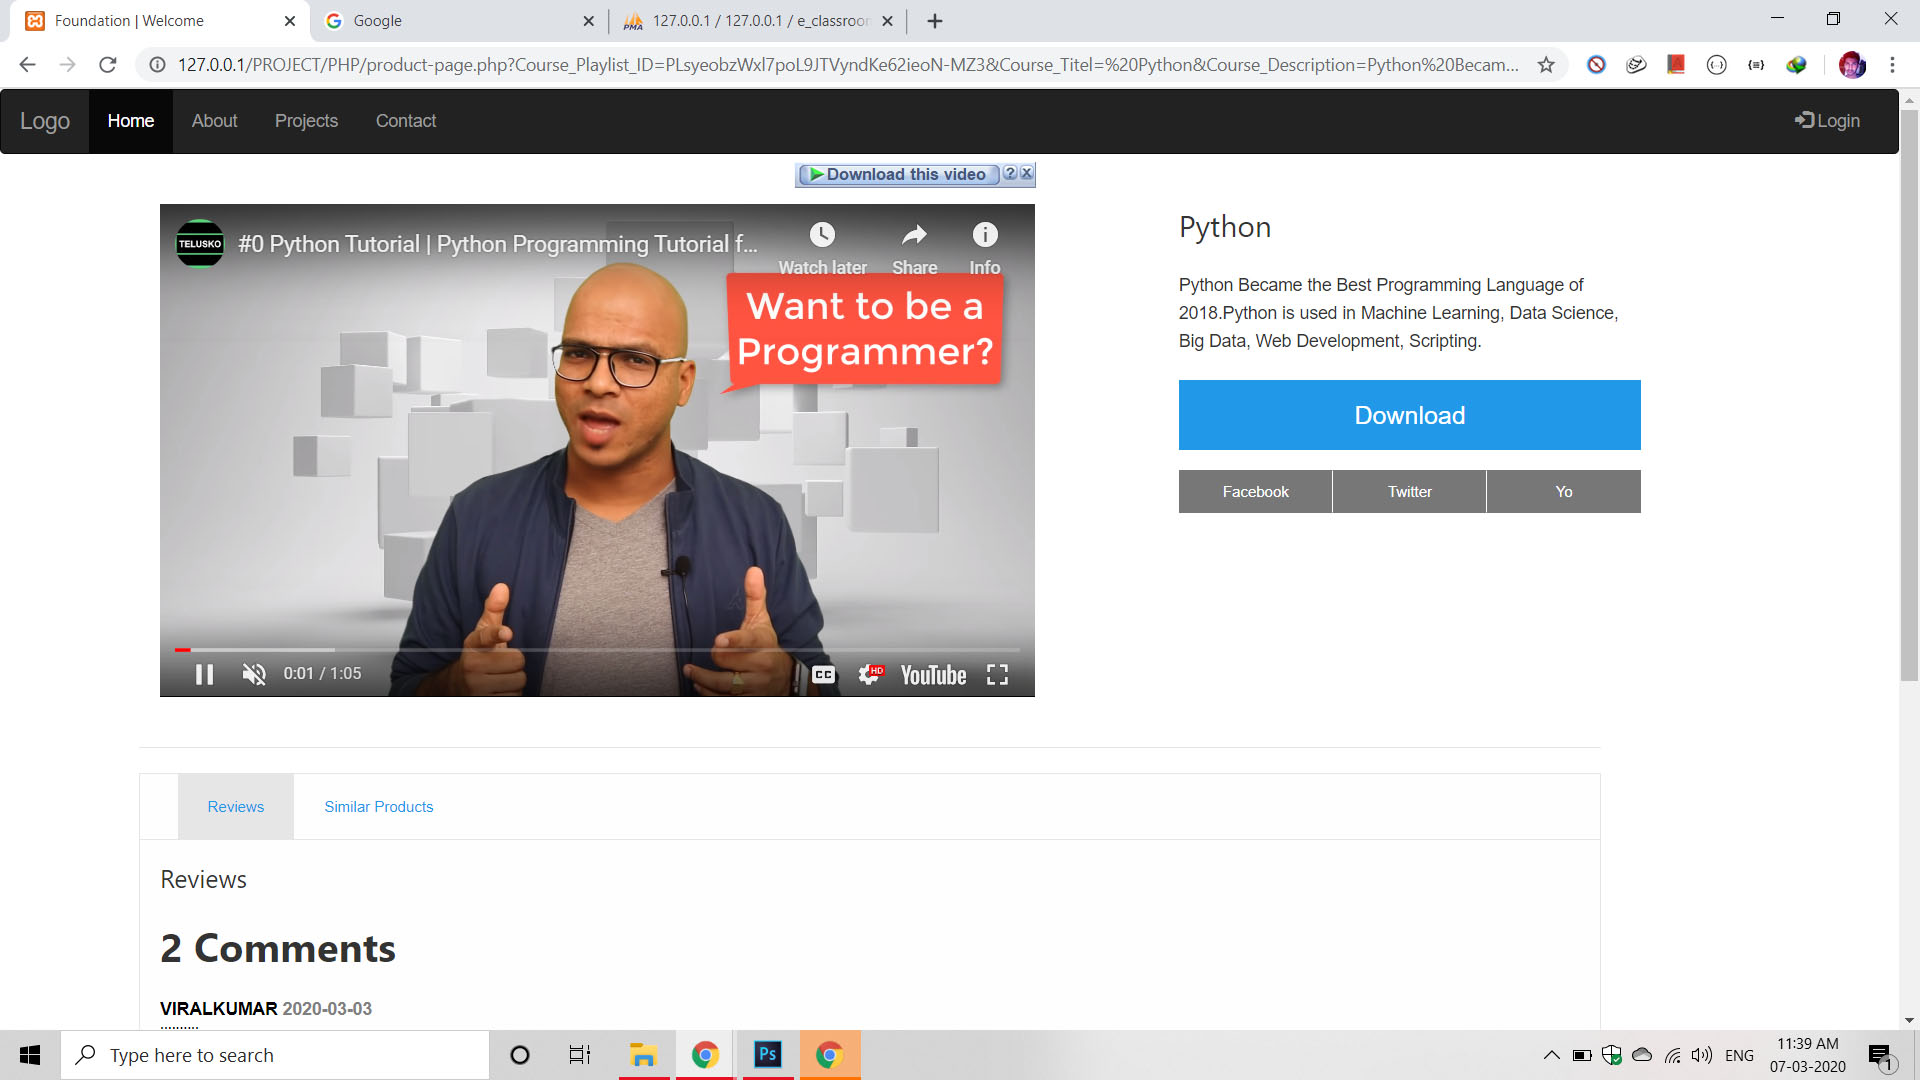 Foundation | Welcome
Google
PMA
127.0.0.1 / 127.0.0.1 / e_classroom
127.0.0.1/PROJECT/PHP/product-page.php?Course_Playlist_ID=PLsyeobzWxl7poL9JTVyndKe62ieoN-MZ3&Course_Titel=%20Python&Course_Description=Python%20Becam...
Logo
Home
About
Projects
Contact
Login
Download this video
?
X
TELUSKO
#0 Python Tutorial | Python Programming Tutorial f...
Watch later
Share
Info
Want to be a
Programmer?
0:01 / 1:05
CC
HD
YouTube
Python
Python Became the Best Programming Language of
2018.Python is used in Machine Learning, Data Science,
Big Data, Web Development, Scripting.
Download
Facebook
Twitter
Yo
Reviews
Similar Products
Reviews
2 Comments
VIRALKUMAR 2020-03-03
Type here to search
Ps
ENG
11:39 AM
07-03-2020
1